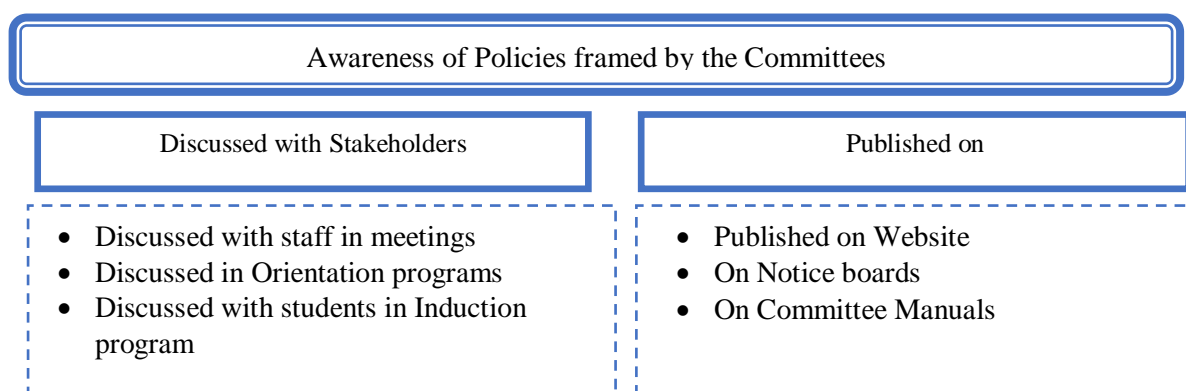 Awareness of Policies framed by the Committees
Discussed with Stakeholders
• Discussed with staff in meetings
• Discussed in Orientation programs
• Discussed with students in Induction
program
Published on
• Published on Website
• On Notice boards
• On Committee Manuals